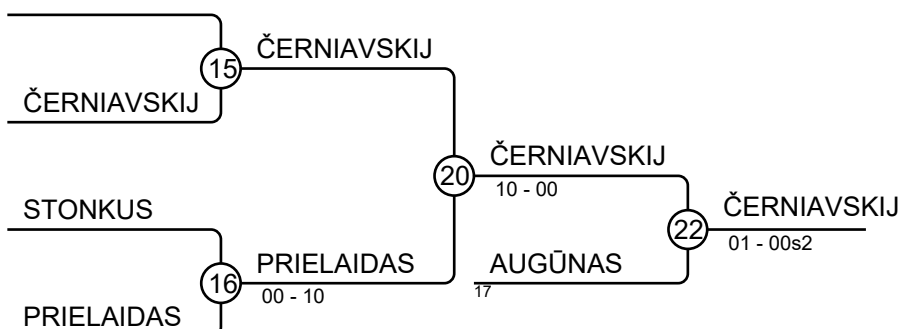 ČERNIAVSKIJ
15
ČERNIAVSKIJ
ČERNIAVSKIJ
20
10 - 00
ČERNIAVSKIJ
STONKUS
22
01 - 00s2
PRIELAIDAS
AUGŪNAS
16
00 - 10
17
PRIELAIDAS